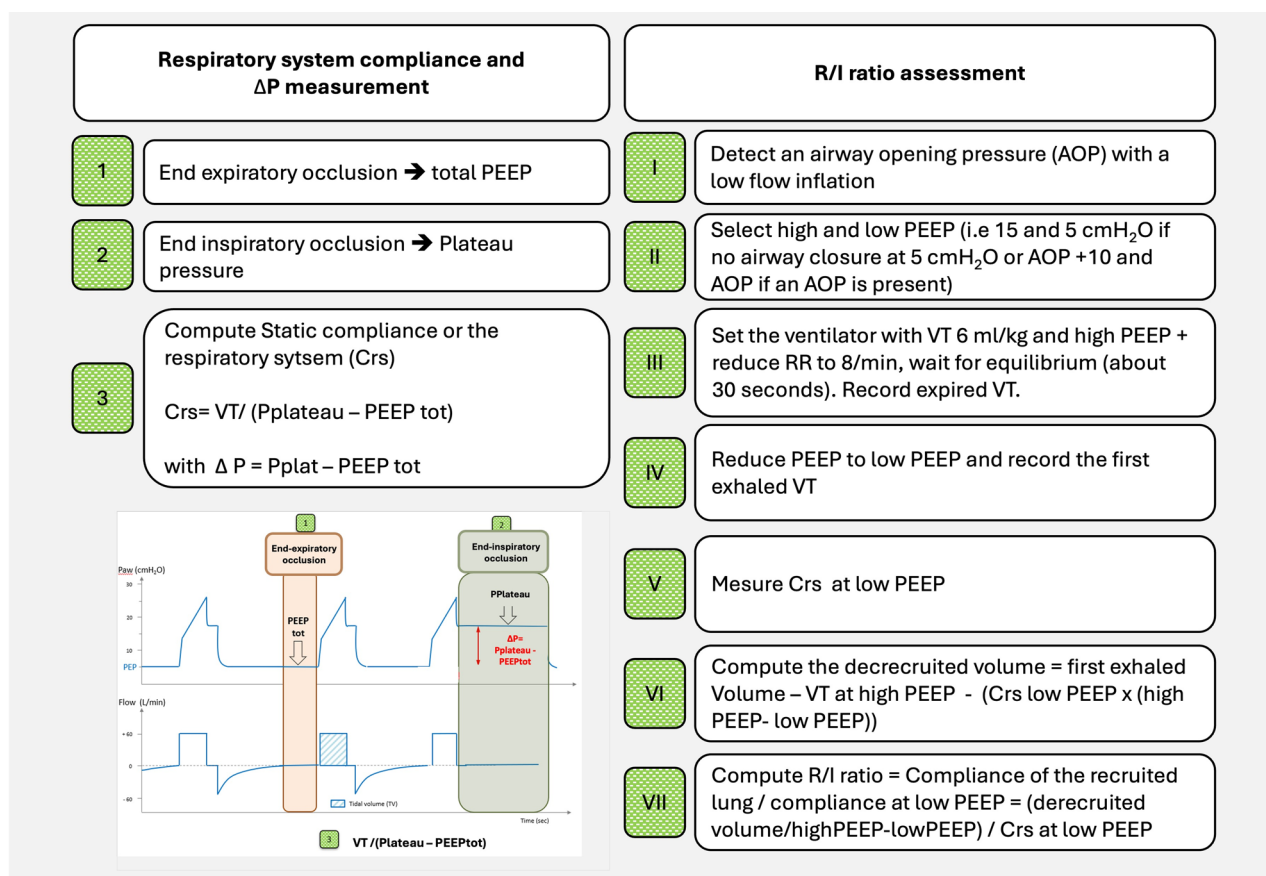 Respiratory system compliance and
ΔP measurement
1
End expiratory occlusion ➔ total PEEP
2
End inspiratory occlusion ➔ Plateau
pressure
3
Compute Static compliance or the
respiratory sytsem (Crs)
Crs= VT/ (Pplateau – PEEP tot)
with Δ P = Pplat – PEEP tot
1
End-expiratory
occlusion
2
End-inspiratory
occlusion
Paw (cmH₂O)
30
20
10
PEP
PEEP
tot
PPlateau
ΔP=
Pplateau -
PEEPtot
Flow (L/min)
+ 60
0
- 60
Tidal volume (TV)
Time (sec)
3
VT /(Plateau – PEEPtot)
R/I ratio assessment
I
Detect an airway opening pressure (AOP) with a
low flow inflation
II
Select high and low PEEP (i.e 15 and 5 cmH₂O if
no airway closure at 5 cmH₂O or AOP +10 and
AOP if an AOP is present)
III
Set the ventilator with VT 6 ml/kg and high PEEP +
reduce RR to 8/min, wait for equilibrium (about
30 seconds). Record expired VT.
IV
Reduce PEEP to low PEEP and record the first
exhaled VT
V
Mesure Crs at low PEEP
VI
Compute the decrecruited volume = first exhaled
Volume – VT at high PEEP - (Crs low PEEP x (high
PEEP- low PEEP))
VII
Compute R/I ratio = Compliance of the recruited
lung / compliance at low PEEP = (derecruited
volume/highPEEP-lowPEEP) / Crs at low PEEP